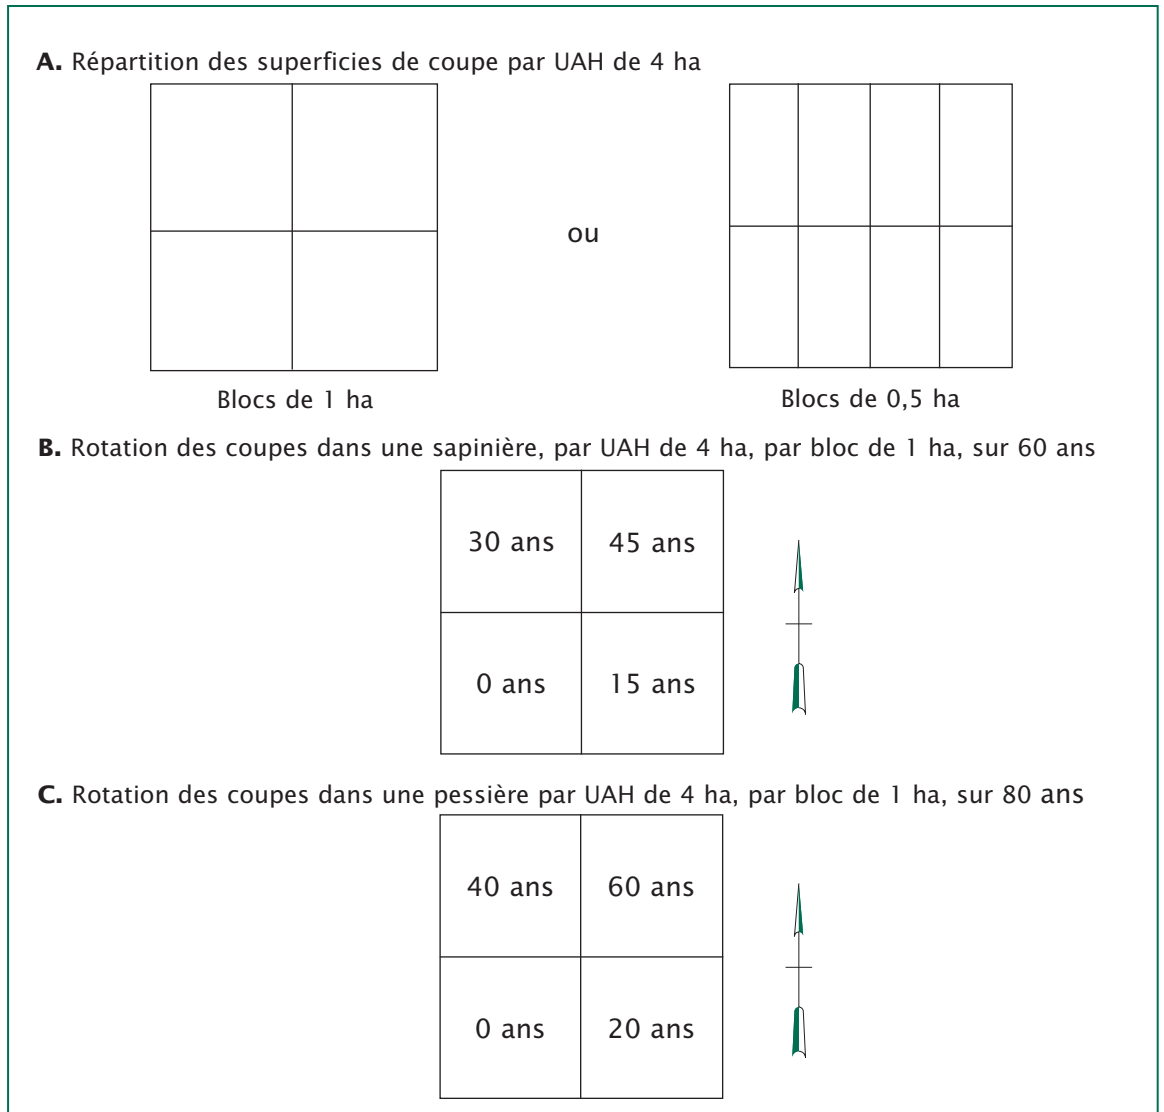 A. Répartition des superficies de coupe par UAH de 4 ha
ou
Blocs de 1 ha
Blocs de 0,5 ha
B. Rotation des coupes dans une sapinière, par UAH de 4 ha, par bloc de 1 ha, sur 60 ans
30 ans
45 ans
0 ans
15 ans
C. Rotation des coupes dans une pessière par UAH de 4 ha, par bloc de 1 ha, sur 80 ans
40 ans
60 ans
0 ans
20 ans